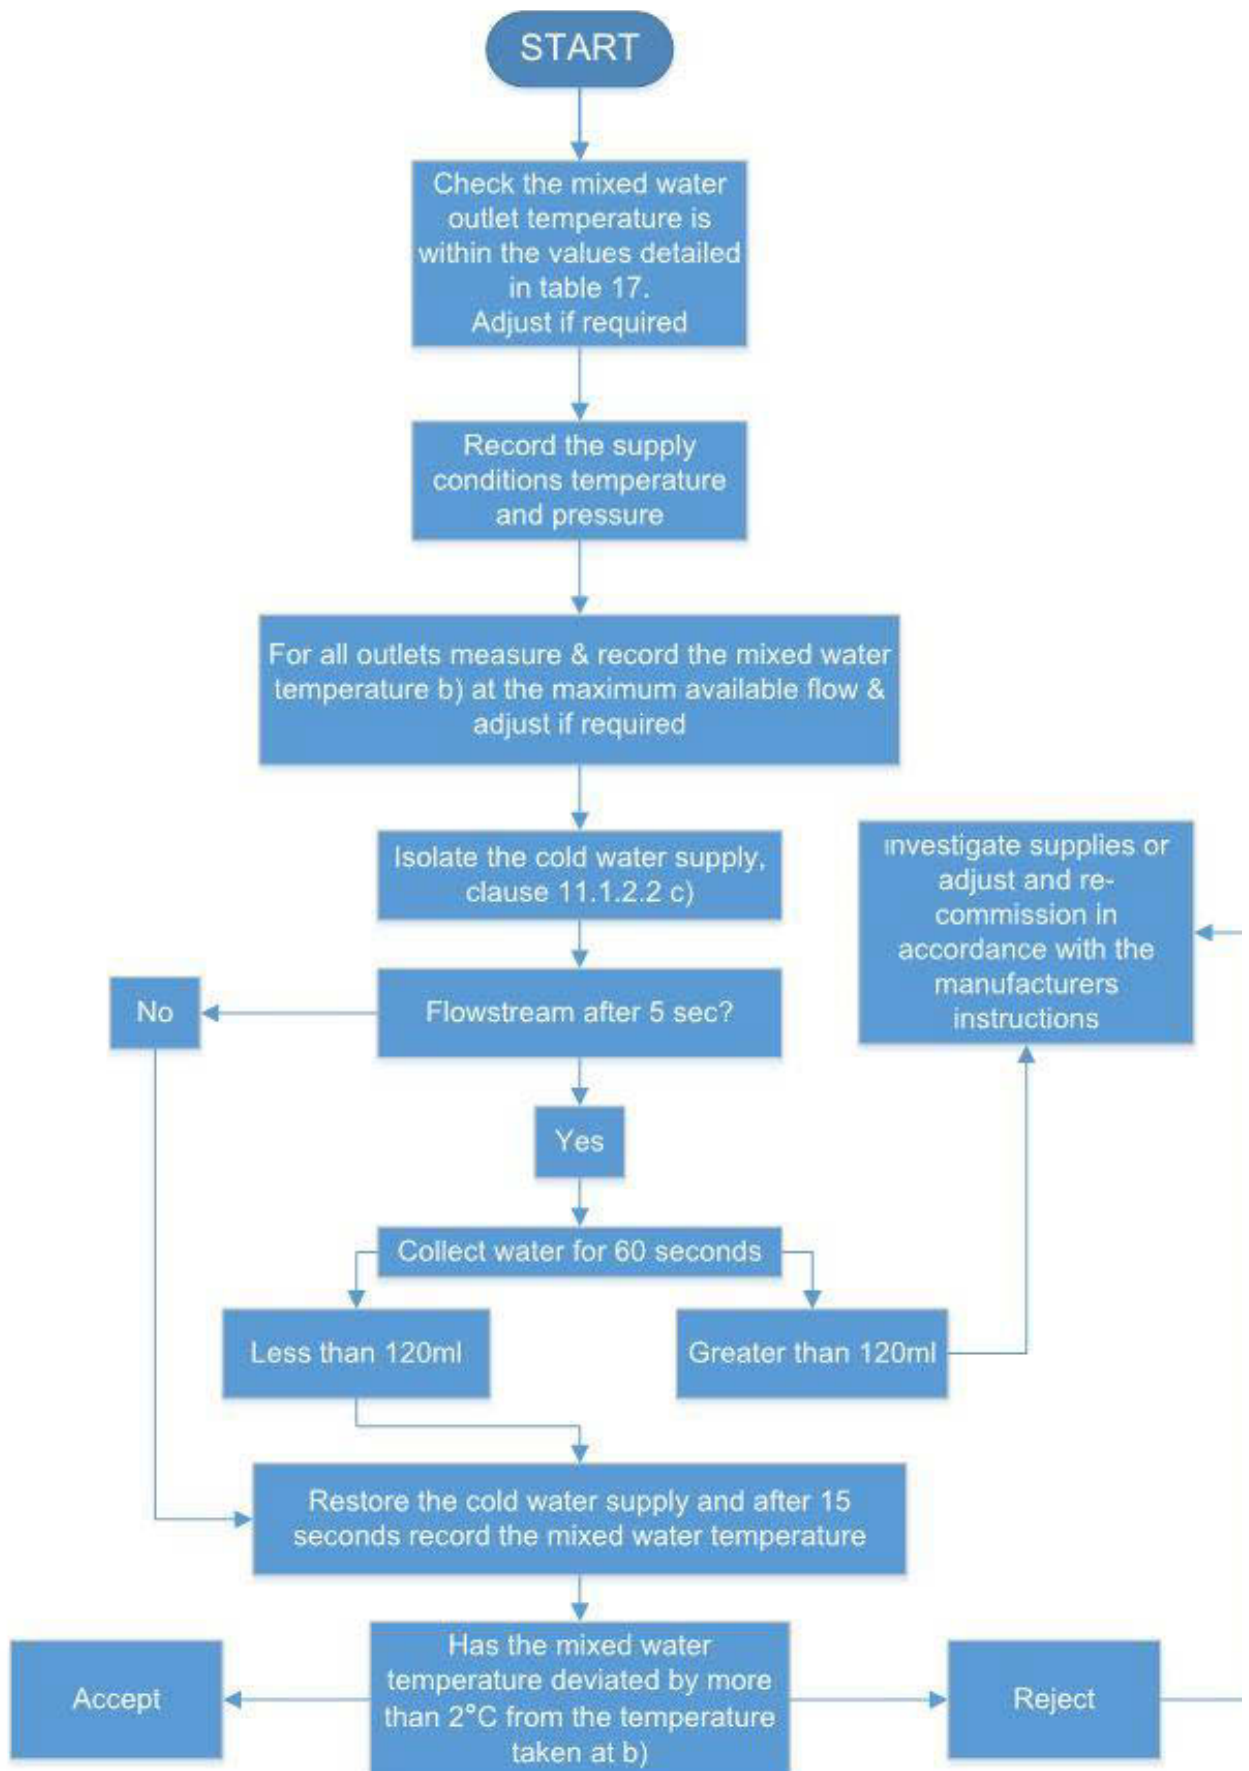 START
Check the mixed water
outlet temperature is
within the values detailed
in table 17.
Adjust if required
Record the supply
conditions temperature
and pressure
For all outlets measure & record the mixed water
temperature b) at the maximum available flow &
adjust if required
Isolate the cold water supply,
clause 11.1.2.2 c)
Investigate supplies or
adjust and re-
commission in
accordance with the
manufacturers
instructions
No
Flowstream after 5 sec?
Yes
Collect water for 60 seconds
Less than 120ml
Greater than 120ml
Restore the cold water supply and after 15
seconds record the mixed water temperature
Accept
Has the mixed water
temperature deviated by more
than 2°C from the temperature
taken at b)
Reject